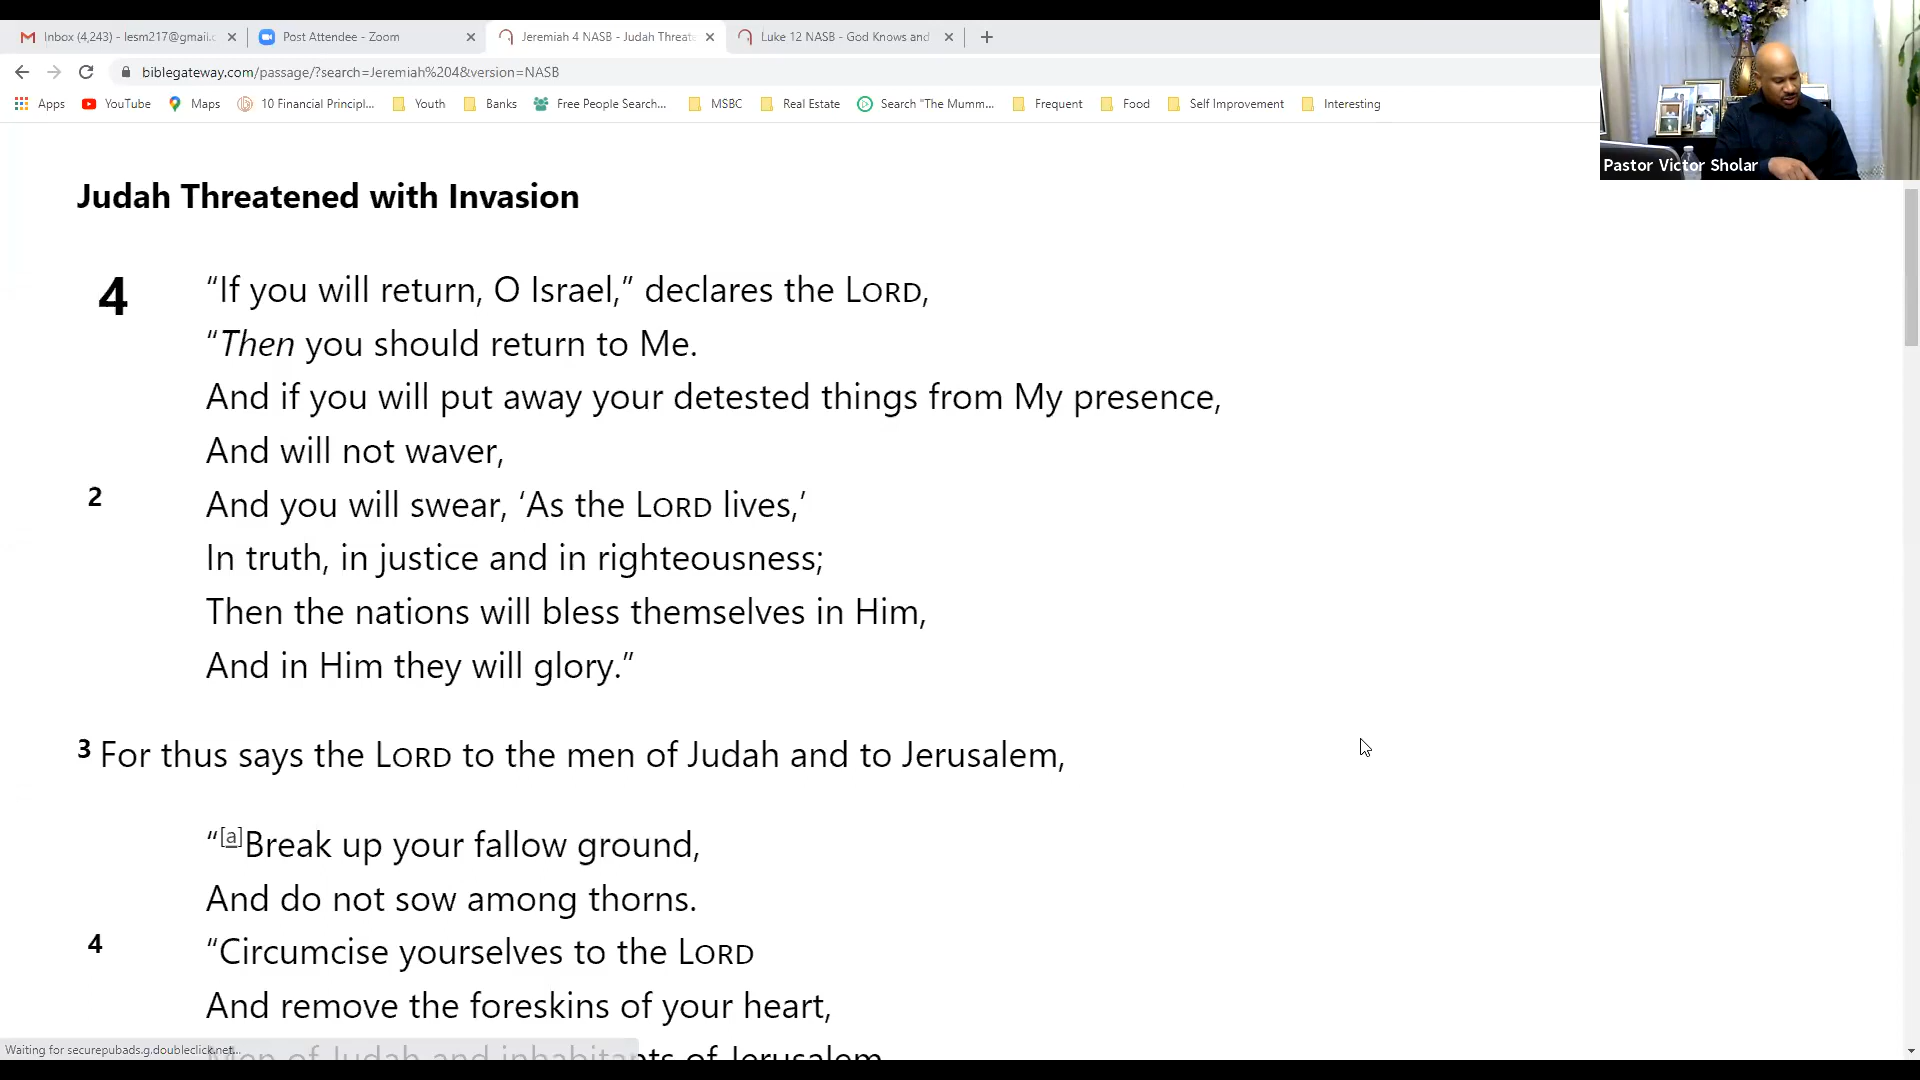 Inbox (4,243) - lesm217@gmail.c
Post Attendee - Zoom
Jeremiah 4 NASB - Judah Threate
Luke 12 NASB - God Knows and
biblegateway.com/passage/?search=Jeremiah%204&version=NASB
Apps YouTube Maps 10 Financial Principl... Youth Banks Free People Search... MSBC Real Estate Search "The Mumm... Frequent Food Self Improvement Interesting
Pastor Victor Sholar
Judah Threatened with Invasion
4 “If you will return, O Israel,” declares the LORD,
“Then you should return to Me.
And if you will put away your detested things from My presence,
And will not waver,
2 And you will swear, ‘As the LORD lives,’
In truth, in justice and in righteousness;
Then the nations will bless themselves in Him,
And in Him they will glory.”
3 For thus says the LORD to the men of Judah and to Jerusalem,
“[a]Break up your fallow ground,
And do not sow among thorns.
4 “Circumcise yourselves to the LORD
And remove the foreskins of your heart,
Men of Judah and inhabitants of Jerusalem
Waiting for securepubads.g.doubleclick.net...